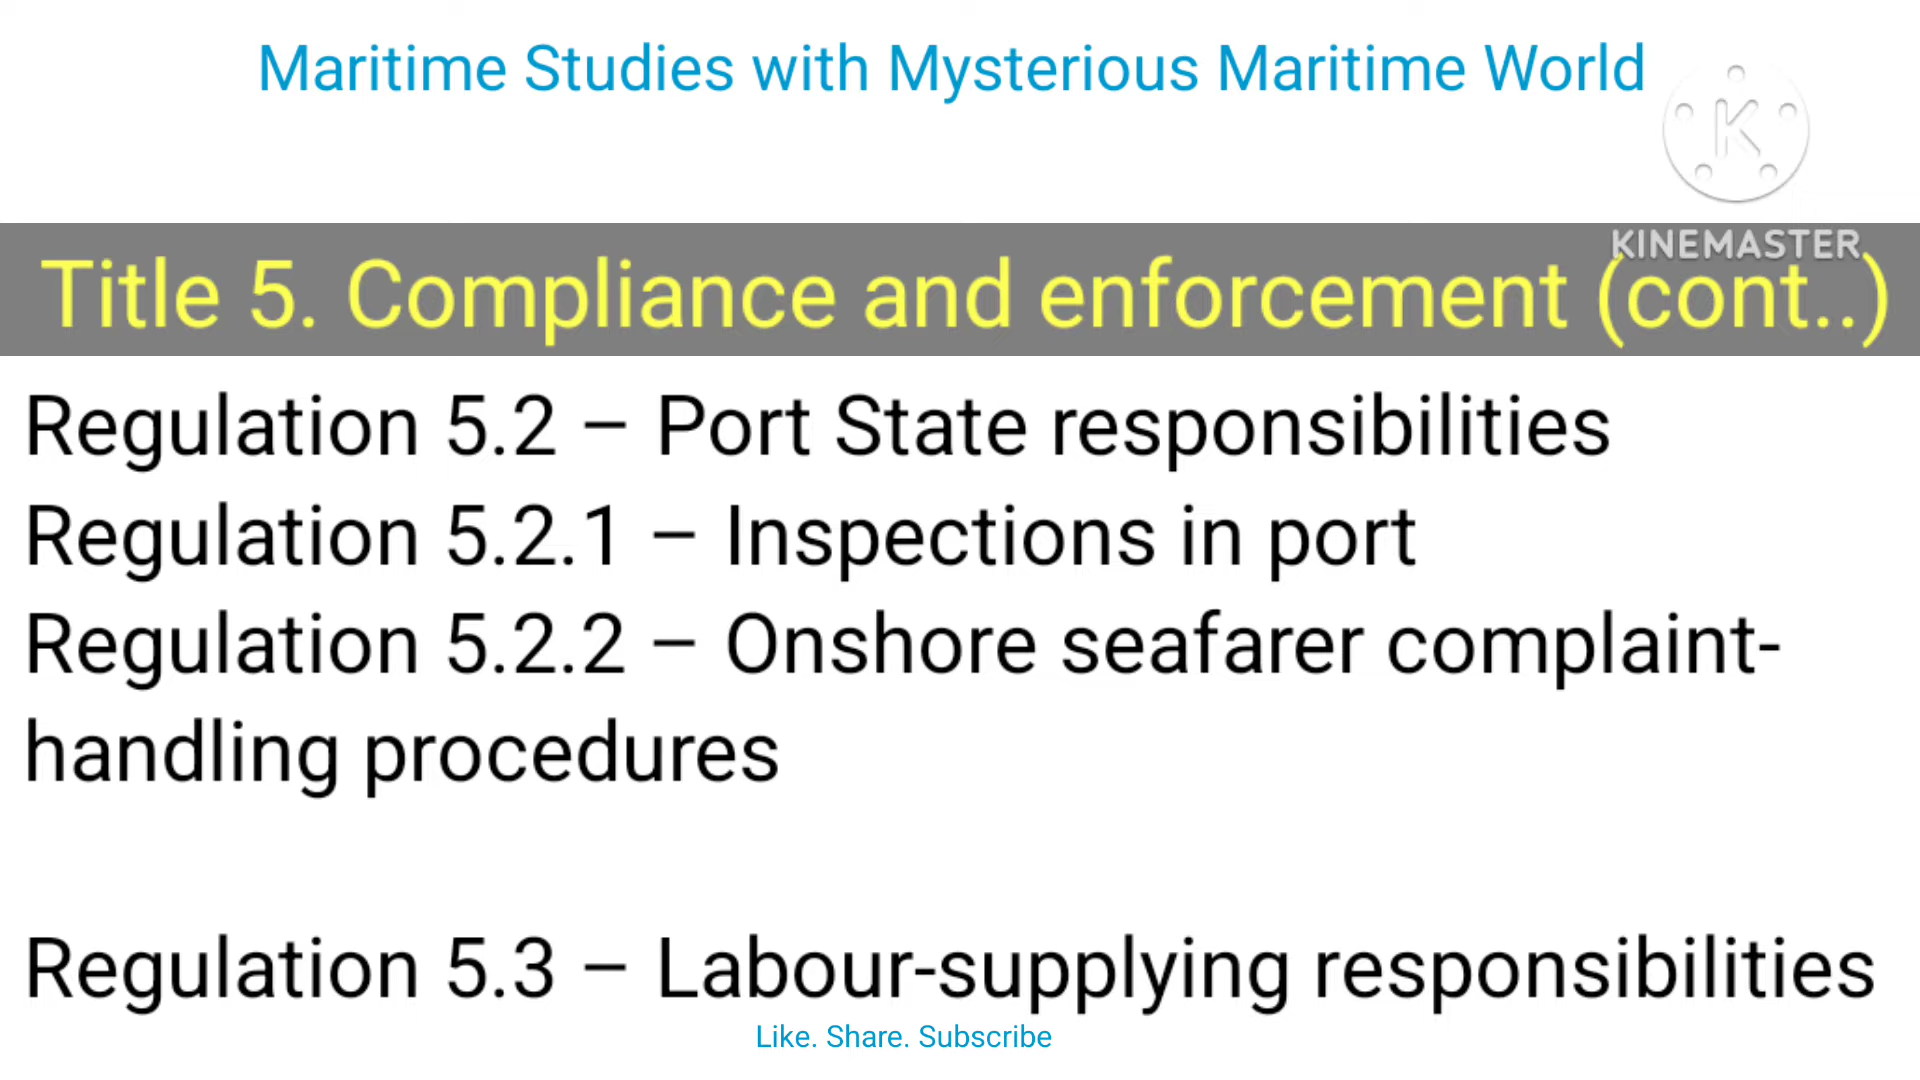 Maritime Studies with Mysterious Maritime World
K
KINEMASTER
Title 5. Compliance and enforcement (cont..)
Regulation 5.2 – Port State responsibilities
Regulation 5.2.1 – Inspections in port
Regulation 5.2.2 – Onshore seafarer complaint-
handling procedures
Regulation 5.3 – Labour-supplying responsibilities
Like. Share. Subscribe